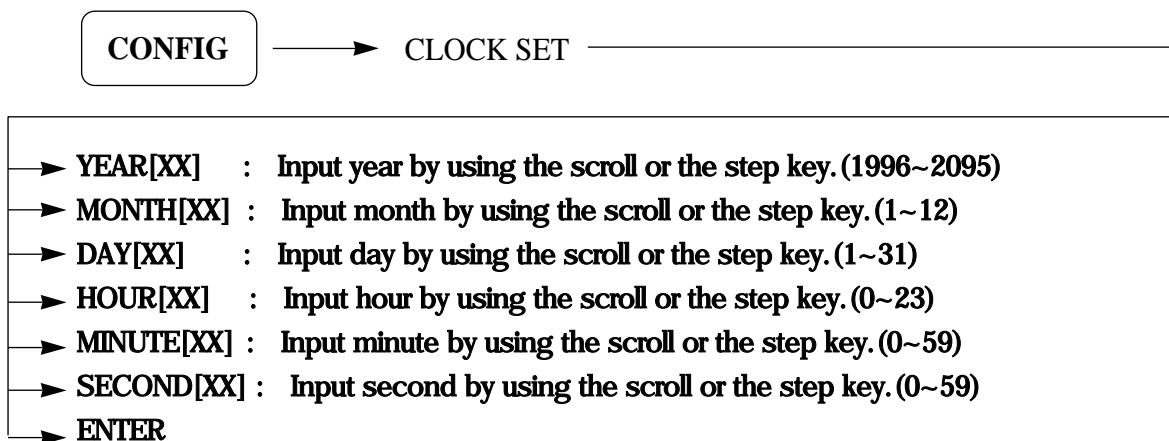 CONFIG CLOCK SET
YEAR[XX] : Input year by using the scroll or the step key.(1996~2095)
MONTH[XX] : Input month by using the scroll or the step key.(1~12)
DAY[XX] : Input day by using the scroll or the step key.(1~31)
HOUR[XX] : Input hour by using the scroll or the step key.(0~23)
MINUTE[XX] : Input minute by using the scroll or the step key.(0~59)
SECOND[XX] : Input second by using the scroll or the step key.(0~59)
ENTER